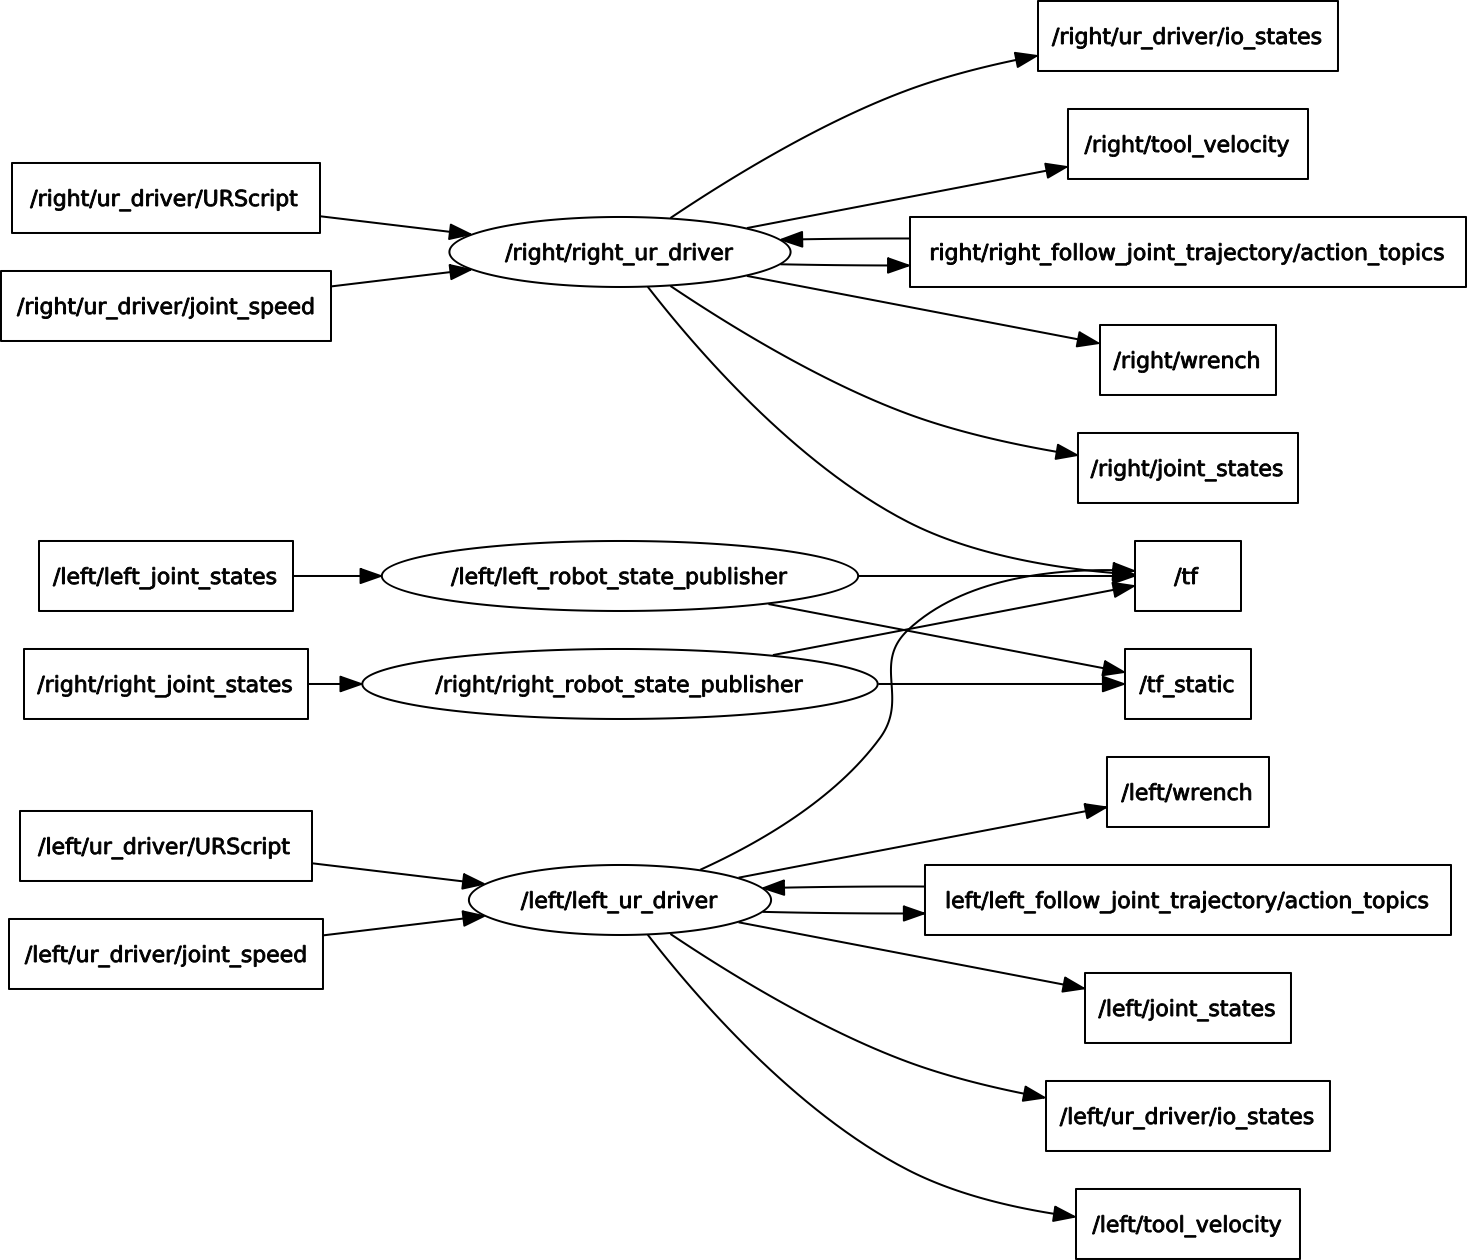 /right/ur_driver/io_states
/right/tool_velocity
/right/ur_driver/URScript
/right/right_ur_driver
right/right_follow_joint_trajectory/action_topics
/right/ur_driver/joint_speed
/right/wrench
/right/joint_states
/left/left_joint_states
/left/left_robot_state_publisher
/tf
/right/right_joint_states
/right/right_robot_state_publisher
/tf_static
/left/wrench
/left/ur_driver/URScript
/left/left_ur_driver
left/left_follow_joint_trajectory/action_topics
/left/ur_driver/joint_speed
/left/joint_states
/left/ur_driver/io_states
/left/tool_velocity